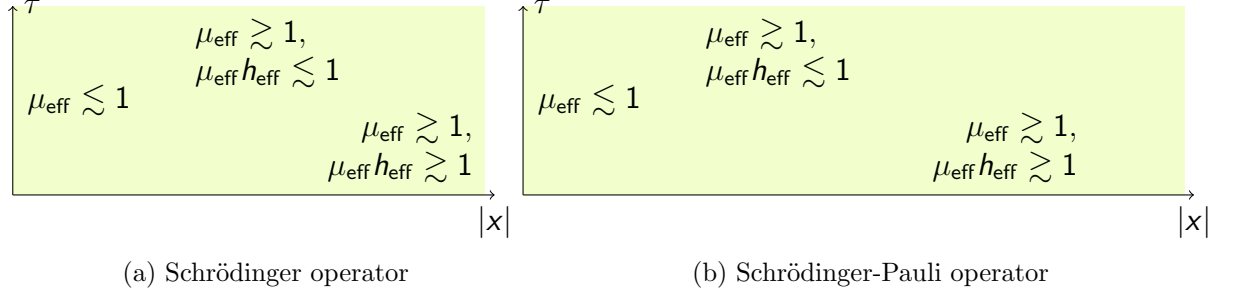 τ
μeff ≳ 1,
μeff heff ≲ 1
μeff ≲ 1
μeff ≳ 1,
μeff heff ≳ 1
|x|
(a) Schrödinger operator
τ
μeff ≳ 1,
μeff heff ≲ 1
μeff ≲ 1
μeff ≳ 1,
μeff heff ≳ 1
|x|
(b) Schrödinger-Pauli operator